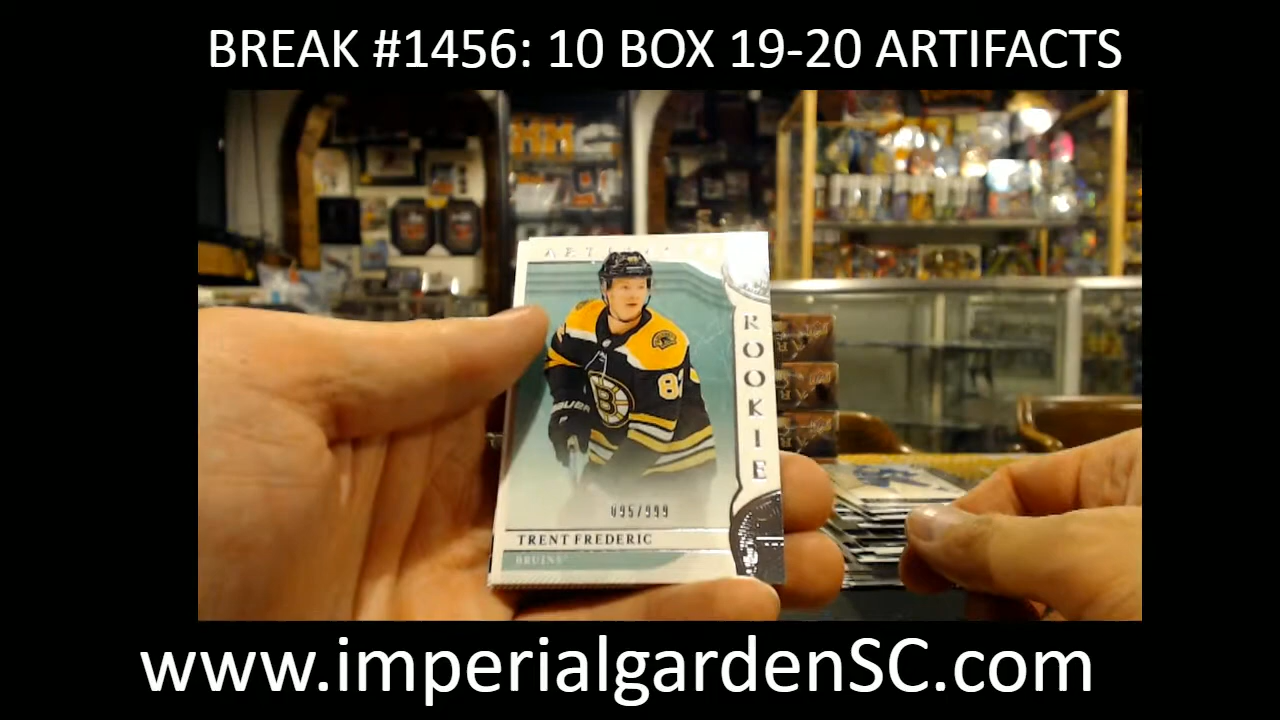 BREAK #1456: 10 BOX 19-20 ARTIFACTS
ROOKIE
095/999
TRENT FREDERIC
BRUINS
www.imperialgardenSC.com